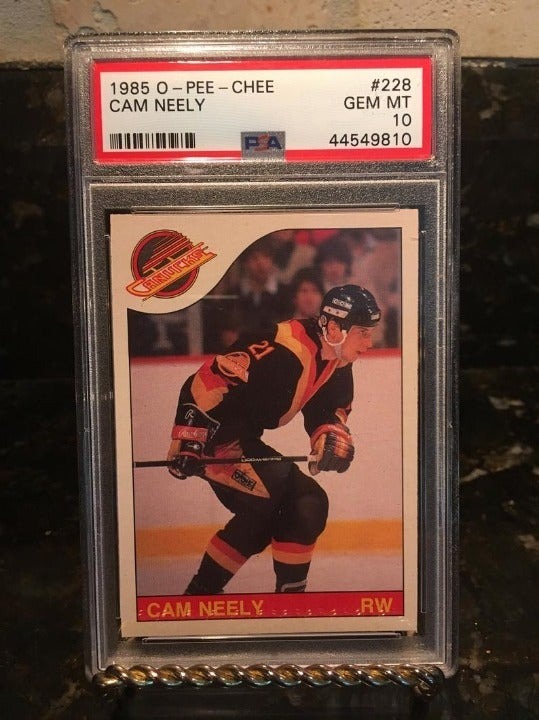 1985 O-PEE-CHEE #228
CAM NEELY GEM MT
10
PSA 44549810
CANUCKS
21
CAM NEELY RW